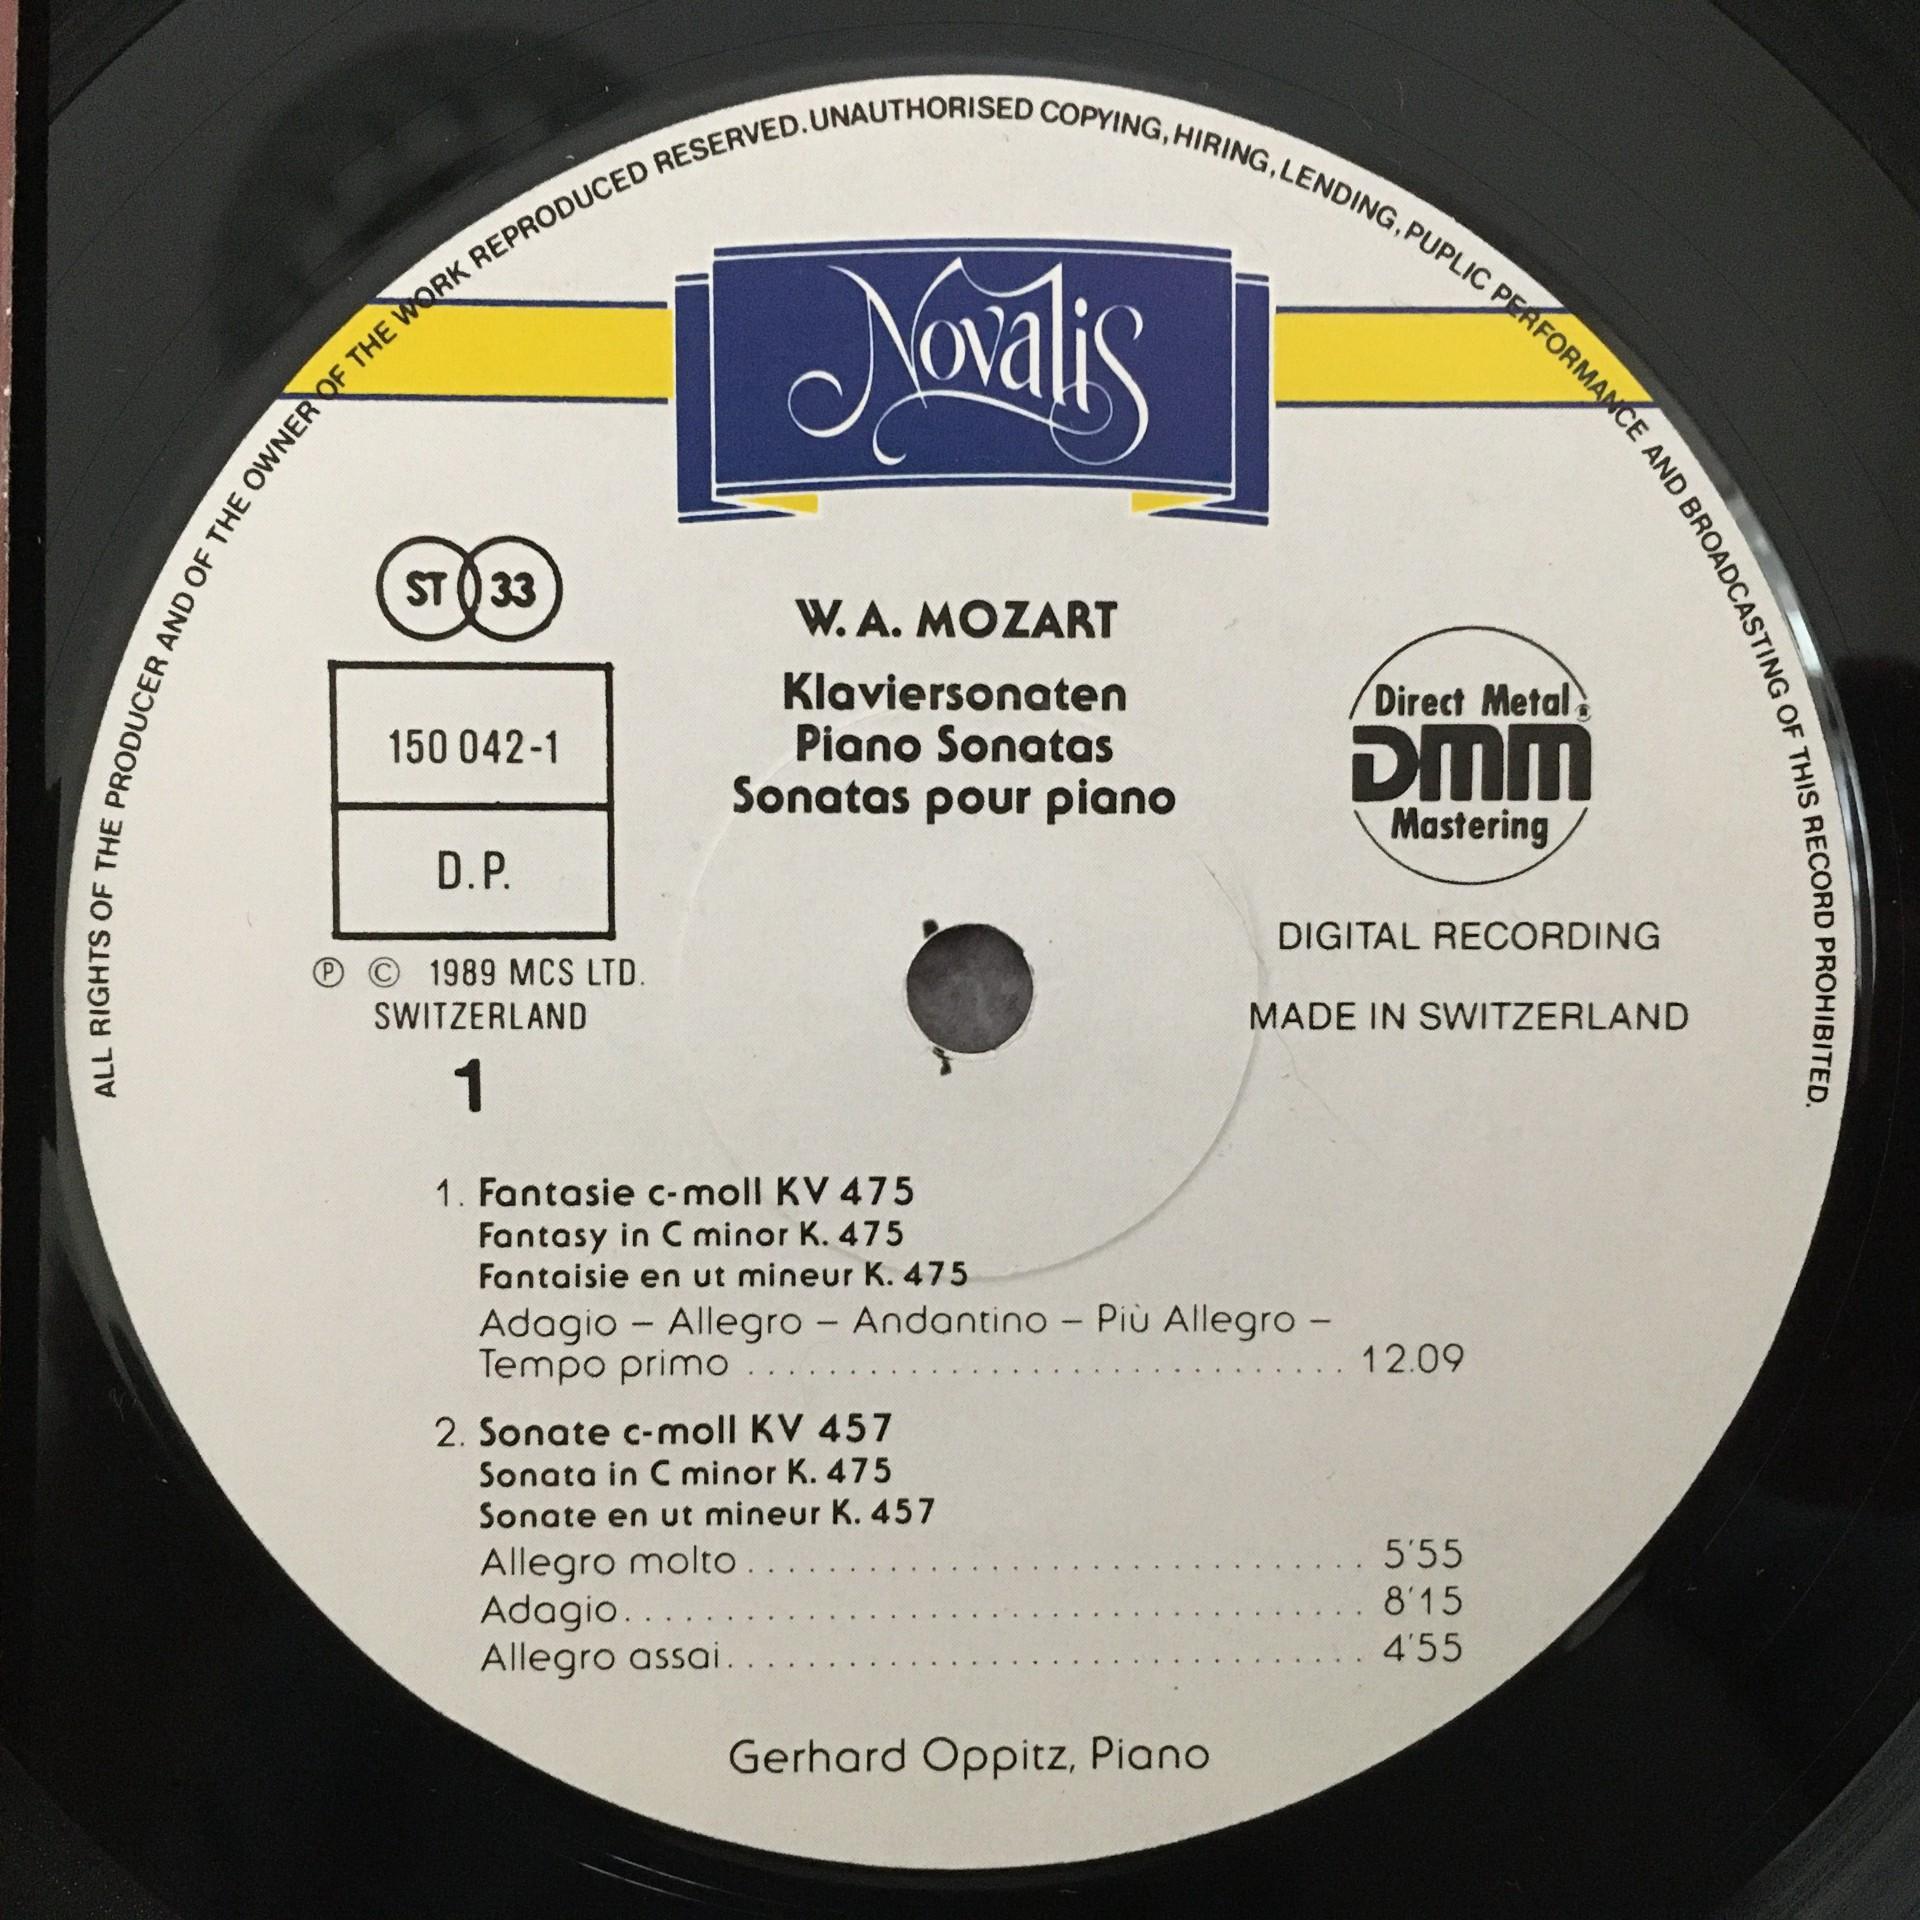 ALL RIGHTS OF THE PRODUCER AND OF THE OWNER OF THE WORK REPRODUCED RESERVED. UNAUTHORISED COPYING, HIRING, LENDING, PUPLIC PERFORMANCE AND BROADCASTING OF THIS RECORD PROHIBITED.
Novalis
ST 33
150 042-1
D.P.
Ⓟ © 1989 MCS LTD.
SWITZERLAND
1
W. A. MOZART
Klaviersonaten
Piano Sonatas
Sonatas pour piano
Direct Metal ®
DMM
Mastering
DIGITAL RECORDING
MADE IN SWITZERLAND
1. Fantasie c-moll KV 475
Fantasy in C minor K. 475
Fantaisie en ut mineur K. 475
Adagio – Allegro – Andantino – Più Allegro –
Tempo primo .............................. 12.09
2. Sonate c-moll KV 457
Sonata in C minor K. 475
Sonate en ut mineur K. 457
Allegro molto ............................... 5'55
Adagio ..................................... 8'15
Allegro assai ................................ 4'55
Gerhard Oppitz, Piano